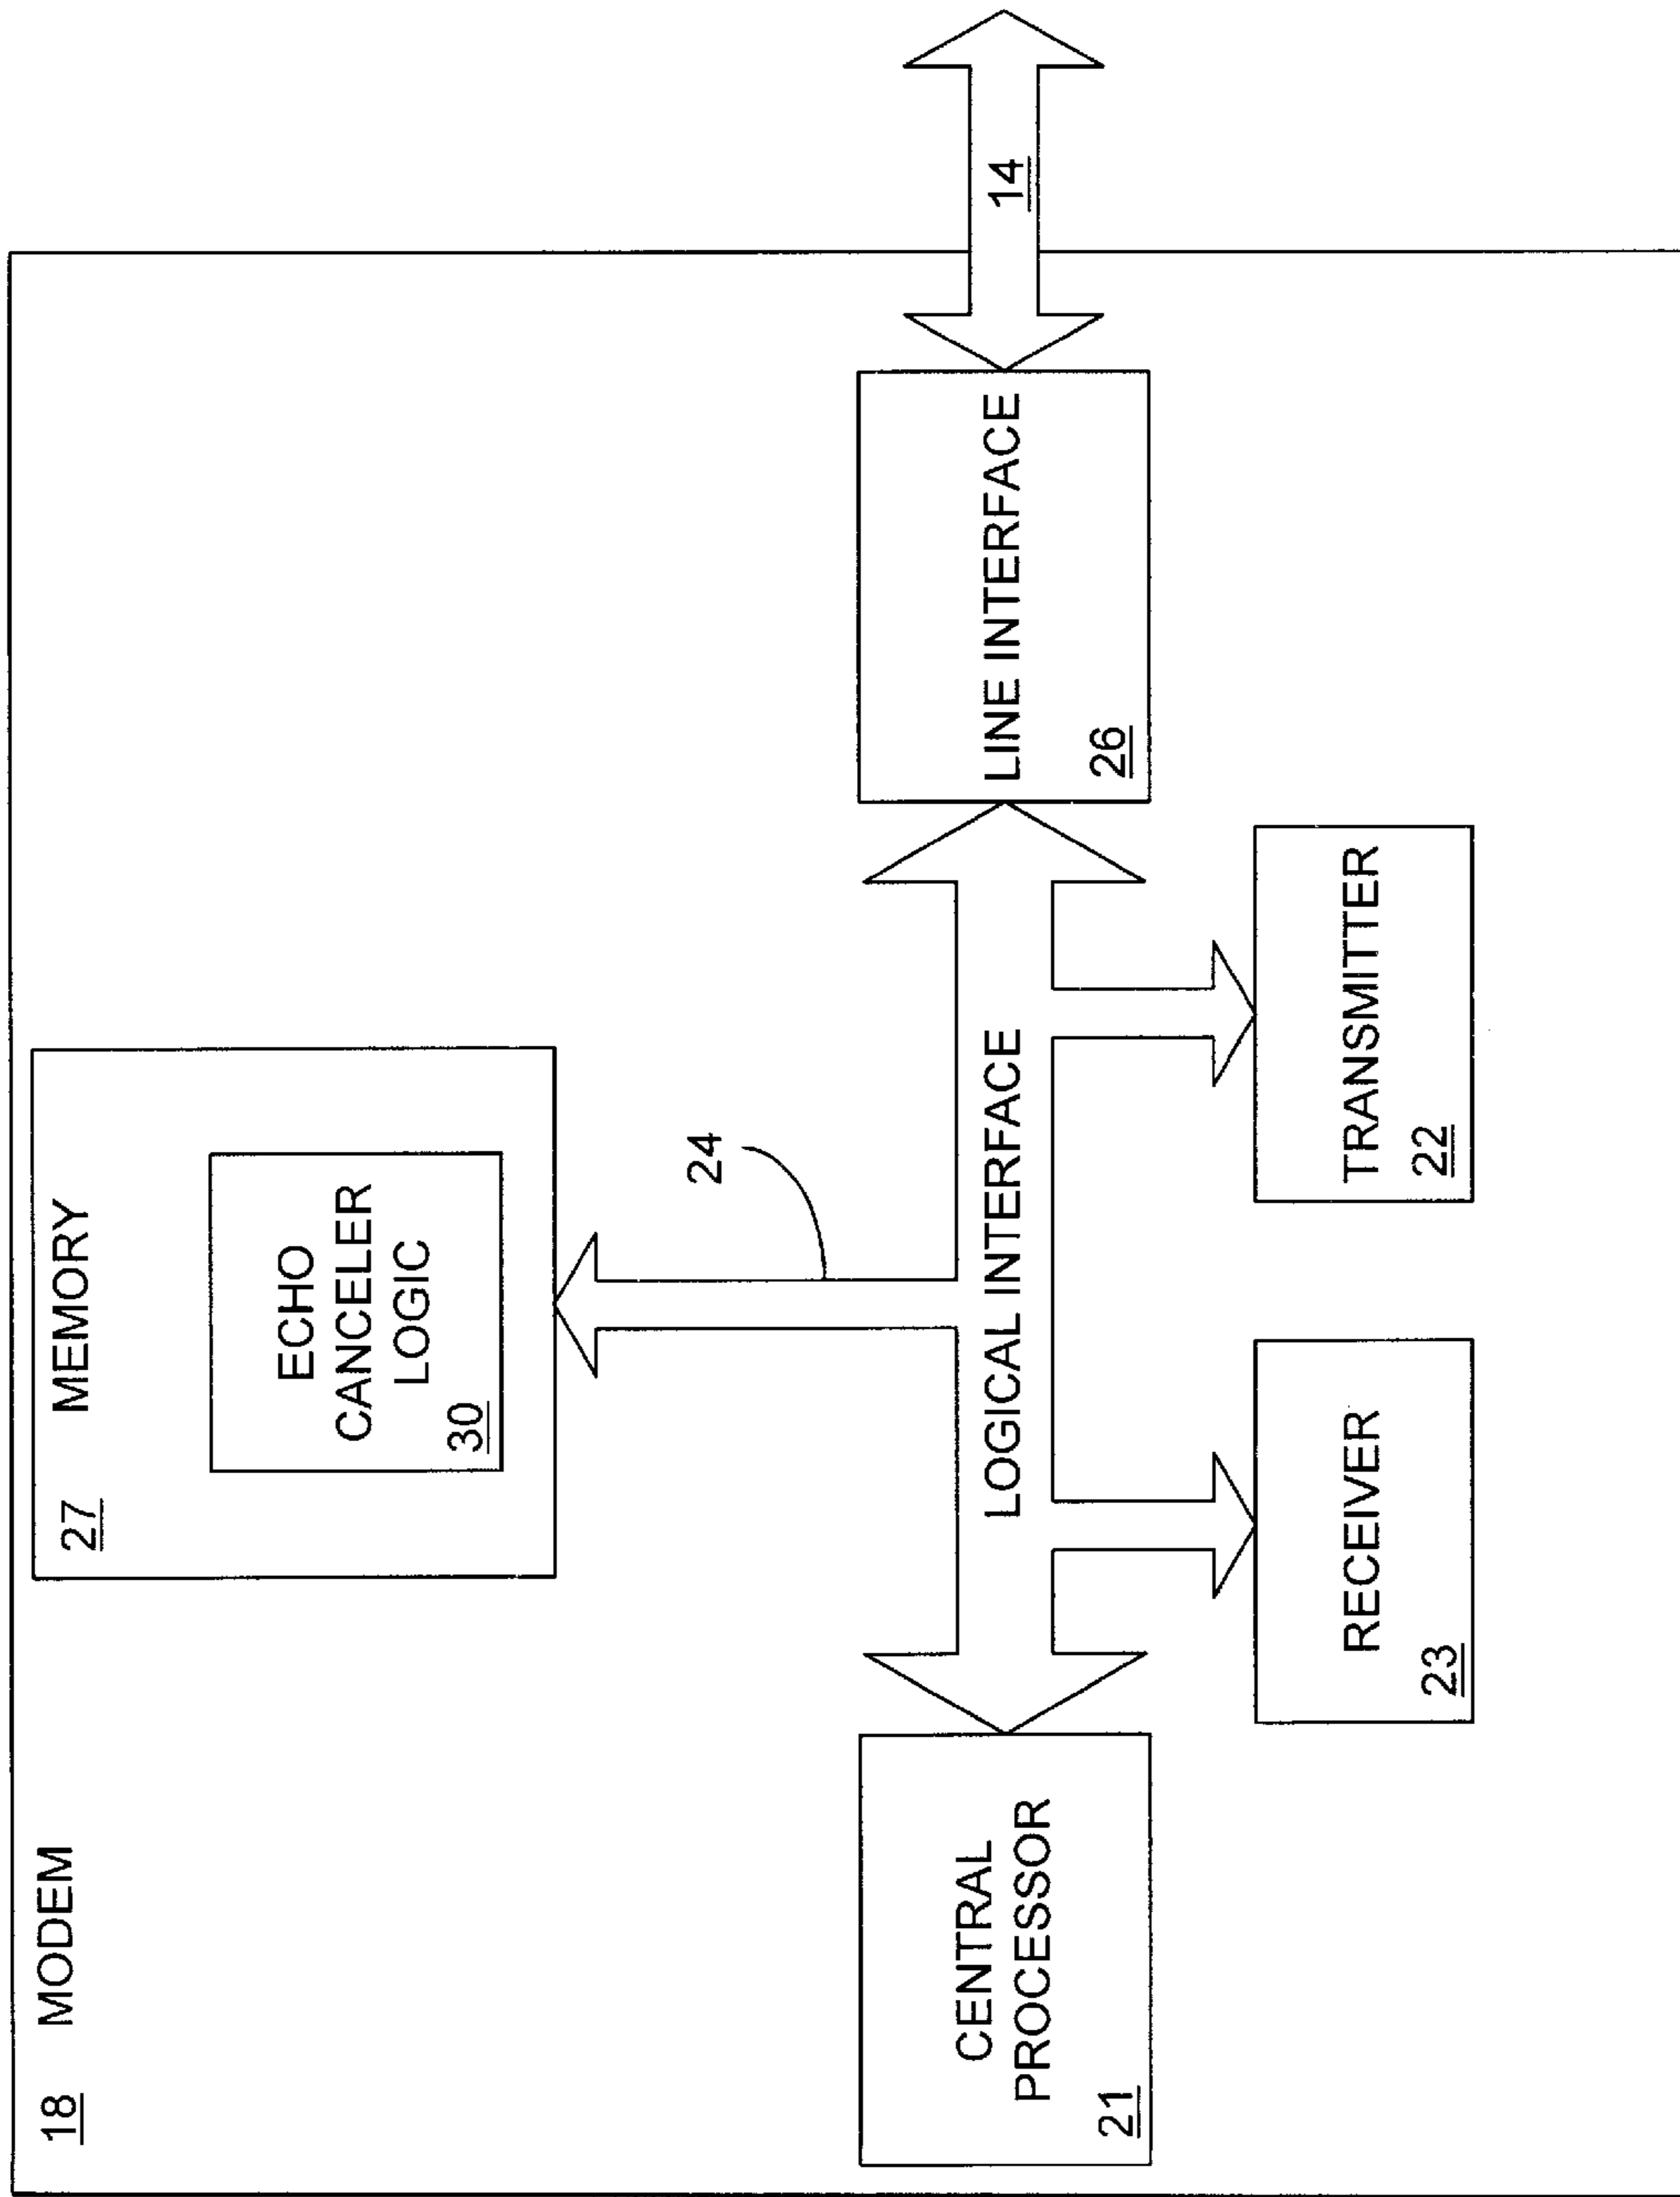 18 MODEM
27 MEMORY
ECHO
CANCELER
LOGIC
30
24
CENTRAL
PROCESSOR
21
LOGICAL INTERFACE
LINE INTERFACE
26
14
RECEIVER
23
TRANSMITTER
22